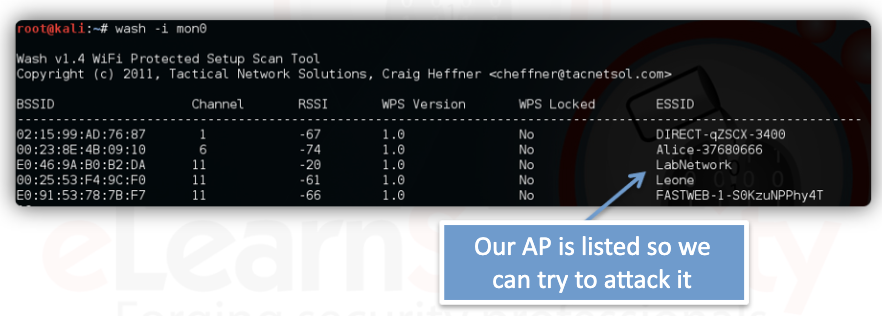 root@kali:~# wash -i mon0
Wash v1.4 WiFi Protected Setup Scan Tool
Copyright (c) 2011, Tactical Network Solutions, Craig Heffner <cheffner@tacnetsol.com>
BSSID Channel RSSI WPS Version WPS Locked ESSID
---------------------------------------------------------------------------------------------------------------
02:15:99:AD:76:87 1 -67 1.0 No DIRECT-qZSCX-3400
00:23:8E:4B:09:10 6 -74 1.0 No Alice-37680666
E0:46:9A:B0:B2:DA 11 -20 1.0 No LabNetwork
00:25:53:F4:9C:F0 11 -61 1.0 No Leone
E0:91:53:78:7B:F7 11 -66 1.0 No FASTWEB-1-S0KzuNPPhy4T
Our AP is listed so we
can try to attack it
eLearnSecurity
Forging security professionals